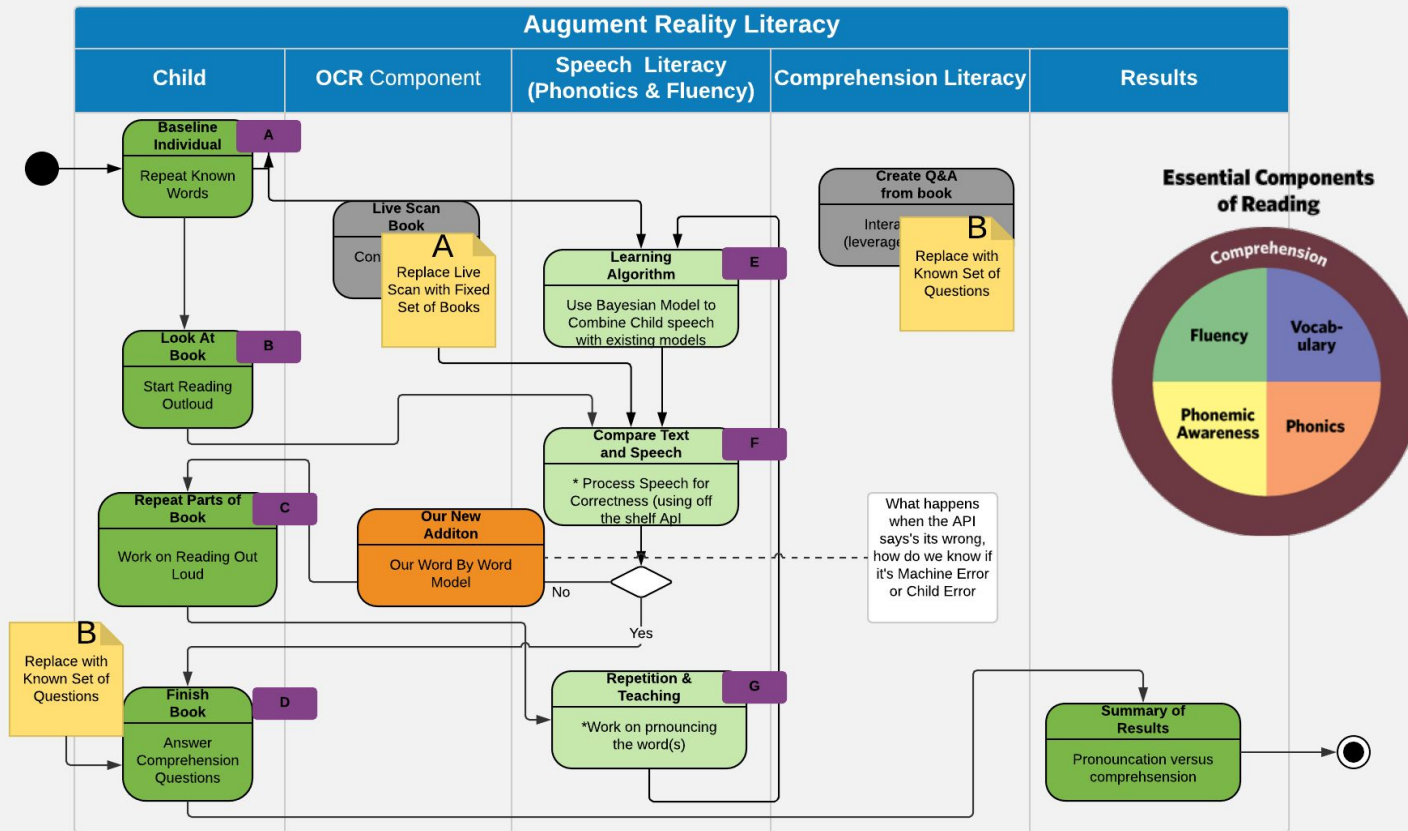 Augument Reality Literacy
Child
OCR Component
Speech Literacy
(Phonotics & Fluency)
Comprehension Literacy
Results
Baseline
Individual
A
Repeat Known
Words
Live Scan
Book
Con
A
Replace Live
Scan with Fixed
Set of Books
Create Q&A
from book
Intera
(leverage
B
Replace with
Known Set of
Questions
Essential Components
of Reading
Comprehension
Fluency
Vocab-
ulary
Phonemic
Awareness
Phonics
Learning
Algorithm
E
Use Bayesian Model to
Combine Child speech
with existing models
Look At
Book
B
Start Reading
Outloud
Compare Text
and Speech
F
* Process Speech for
Correctness (using off
the shelf ApI
Repeat Parts of
Book
C
Work on Reading Out
Loud
Our New
Additon
Our Word By Word
Model
No
Yes
What happens
when the API
says's its wrong,
how do we know if
it's Machine Error
or Child Error
B
Replace with
Known Set of
Questions
Finish
Book
D
Answer
Comprehension
Questions
Repetition &
Teaching
G
*Work on prnouncing
the word(s)
Summary of
Results
Pronouncation versus
comprehsension